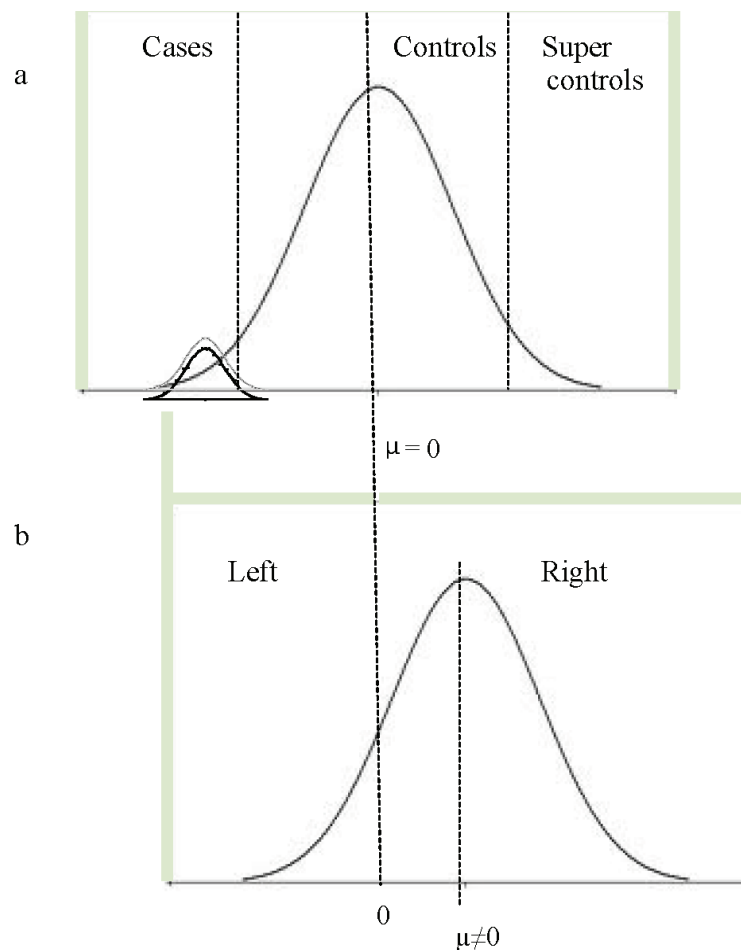 a
Cases
Controls
Super
controls
μ = 0
b
Left
Right
0
μ≠0